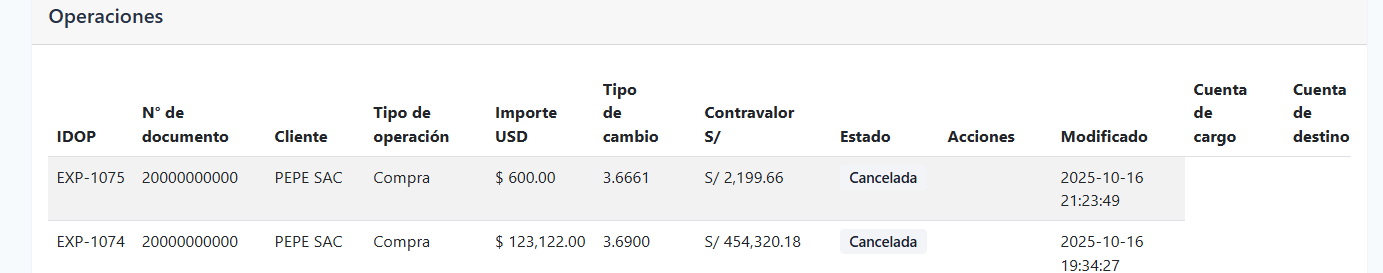 Operaciones
IDOP N° de documento Cliente Tipo de operación Importe USD Tipo de cambio Contravalor S/ Estado Acciones Modificado Cuenta de cargo Cuenta de destino
EXP-1075 20000000000 PEPE SAC Compra $ 600.00 3.6661 S/ 2,199.66 Cancelada 2025-10-16 21:23:49
EXP-1074 20000000000 PEPE SAC Compra $ 123,122.00 3.6900 S/ 454,320.18 Cancelada 2025-10-16 19:34:27